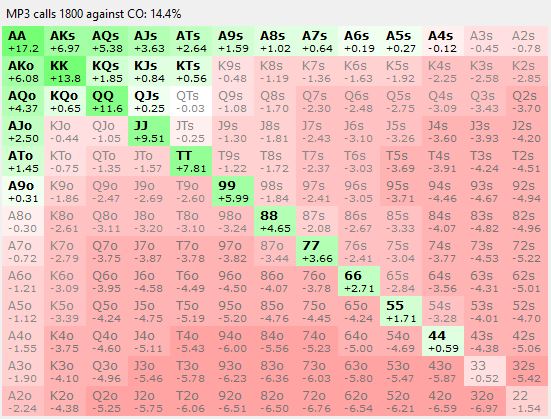 MP3 calls 1800 against CO: 14.4%
AA AKs AQs AJs ATs A9s A8s A7s A6s A5s A4s A3s A2s
+17.2 +6.97 +5.38 +3.63 +2.64 +1.59 +1.02 +0.64 +0.19 +0.27 -0.12 -0.45 -0.78
AKo KK KQs KJs KTs K9s K8s K7s K6s K5s K4s K3s K2s
+6.08 +13.8 +1.85 +0.84 +0.56 -0.48 -1.19 -1.36 -1.63 -1.92 -2.25 -2.58 -2.85
AQo KQo QQ QJs QTs Q9s Q8s Q7s Q6s Q5s Q4s Q3s Q2s
+4.37 +0.65 +11.6 +0.25 -0.03 -1.08 -1.70 -2.30 -2.48 -2.76 -3.09 -3.43 -3.70
AJo KJo QJo JJ JTs J9s J8s J7s J6s J5s J4s J3s J2s
+2.50 -0.44 -1.05 +9.51 -0.25 -1.30 -1.81 -2.43 -3.10 -3.26 -3.60 -3.93 -4.20
ATo KTo QTo JTo TT T9s T8s T7s T6s T5s T4s T3s T2s
+1.45 -0.75 -1.35 -1.57 +7.81 -1.22 -1.72 -2.37 -3.03 -3.69 -3.91 -4.24 -4.51
A9o K9o Q9o J9o T9o 99 98s 97s 96s 95s 94s 93s 92s
+0.31 -1.86 -2.47 -2.69 -2.60 +5.99 -1.84 -2.41 -3.05 -3.71 -4.46 -4.67 -4.94
A8o K8o Q8o J8o T8o 98o 88 87s 86s 85s 84s 83s 82s
-0.30 -2.61 -3.11 -3.20 -3.10 -3.24 +4.65 -2.08 -2.67 -3.33 -4.07 -4.82 -4.96
A7o K7o Q7o J7o T7o 97o 87o 77 76s 75s 74s 73s 72s
-0.72 -2.79 -3.75 -3.87 -3.78 -3.82 -3.44 +3.66 -2.41 -3.04 -3.77 -4.53 -5.22
A6o K6o Q6o J6o T6o 96o 86o 76o 66 65s 64s 63s 62s
-1.21 -3.09 -3.95 -4.58 -4.49 -4.50 -4.07 -3.78 +2.71 -2.84 -3.56 -4.31 -5.01
A5o K5o Q5o J5o T5o 95o 85o 75o 65o 55 54s 53s 52s
-1.12 -3.39 -4.24 -4.75 -5.19 -5.20 -4.76 -4.45 -4.24 +1.71 -3.28 -4.01 -4.70
A4o K4o Q4o J4o T4o 94o 84o 74o 64o 54o 44 43s 42s
-1.55 -3.75 -4.60 -5.11 -5.43 -6.00 -5.56 -5.23 -5.00 -4.69 +0.59 -4.38 -5.06
A3o K3o Q3o J3o T3o 93o 83o 73o 63o 53o 43o 33 32s
-1.90 -4.10 -4.96 -5.46 -5.78 -6.23 -6.36 -6.03 -5.80 -5.47 -5.87 -0.52 -5.42
A2o K2o Q2o J2o T2o 92o 82o 72o 62o 52o 42o 32o 22
-2.24 -4.38 -5.25 -5.75 -6.06 -6.51 -6.50 -6.76 -6.54 -6.20 -6.59 -6.97 -1.54